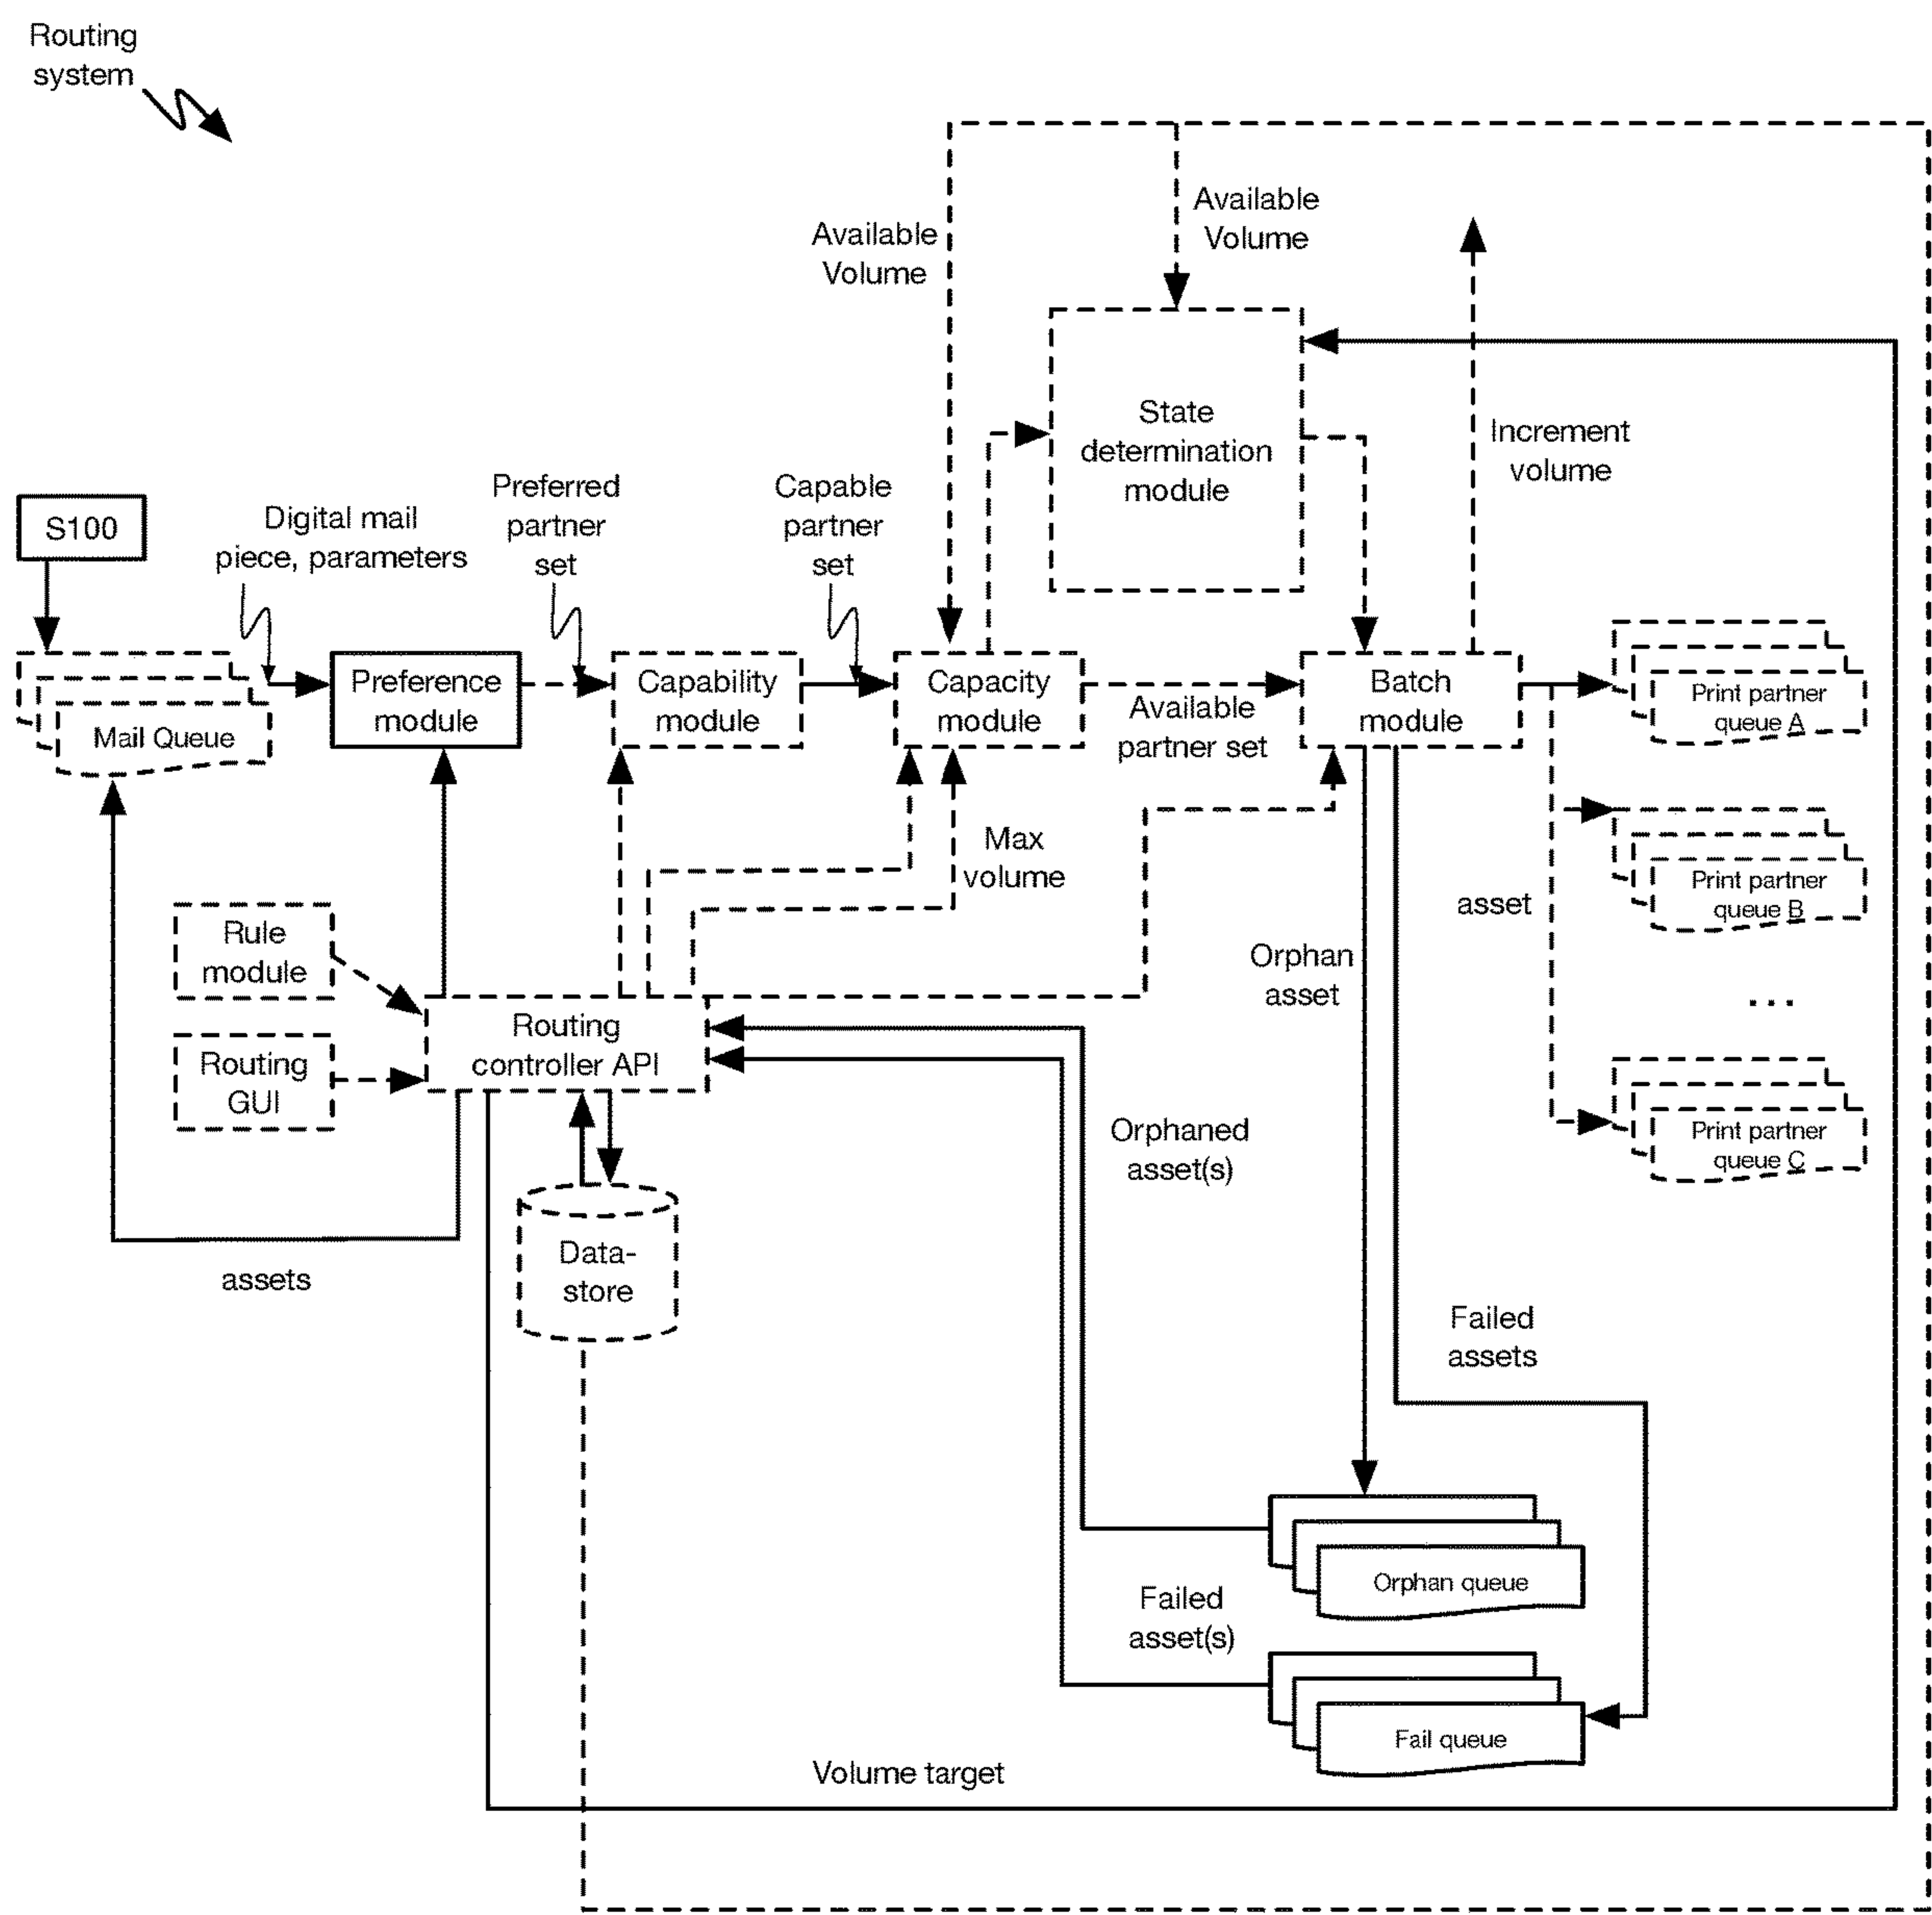 Routing
system
Available
Volume
Available
Volume
State
determination
module
Increment
volume
S100
Digital mail
piece, parameters
Preferred
partner
set
Capable
partner
set
Mail Queue
Preference
module
Capability
module
Capacity
module
Available
partner set
Batch
module
Print partner
queue A
Max
volume
Print partner
queue B
asset
Rule
module
Orphan
asset
...
Routing
controller API
Routing
GUI
Orphaned
asset(s)
Print partner
queue C
Data-
store
assets
Failed
assets
Orphan queue
Failed
asset(s)
Fail queue
Volume target